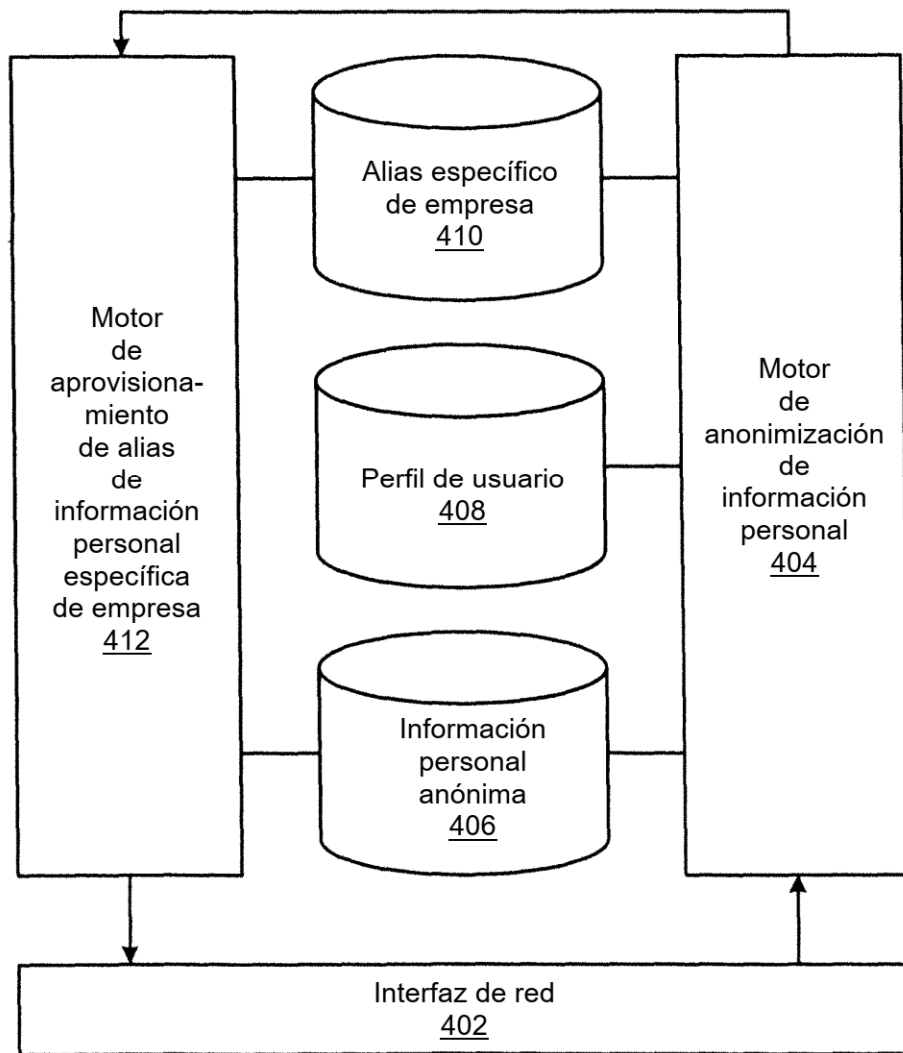 Alias específico
de empresa
410
Motor
de
aprovisiona-
miento
de alias
de
información
personal
específica
de empresa
412
Perfil de usuario
408
Motor
de
anonimización
de
información
personal
404
Información
personal
anónima
406
Interfaz de red
402